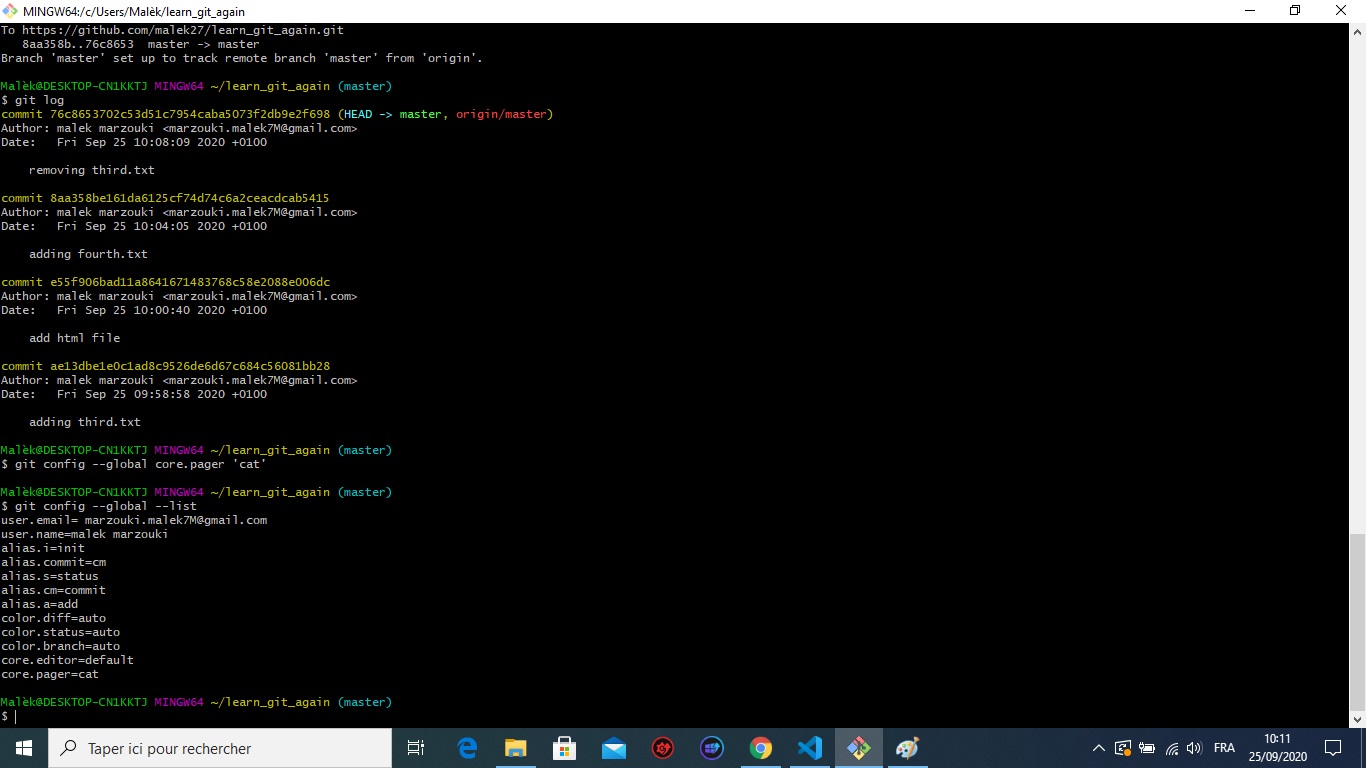 MINGW64:/c/Users/Malèk/learn_git_again
To https://github.com/malek27/learn_git_again.git
   8aa358b..76c8653  master -> master
Branch 'master' set up to track remote branch 'master' from 'origin'.
Malèk@DESKTOP-CN1KKTJ MINGW64 ~/learn_git_again (master)
$ git log
commit 76c8653702c53d51c7954caba5073f2db9e2f698 (HEAD -> master, origin/master)
Author: malek marzouki <marzouki.malek7M@gmail.com>
Date:   Fri Sep 25 10:08:09 2020 +0100
    removing third.txt
commit 8aa358be161da6125cf74d74c6a2ceacdcab5415
Author: malek marzouki <marzouki.malek7M@gmail.com>
Date:   Fri Sep 25 10:04:05 2020 +0100
    adding fourth.txt
commit e55f906bad11a8641671483768c58e2088e006dc
Author: malek marzouki <marzouki.malek7M@gmail.com>
Date:   Fri Sep 25 10:00:40 2020 +0100
    add html file
commit ae13dbe1e0c1ad8c9526de6d67c684c56081bb28
Author: malek marzouki <marzouki.malek7M@gmail.com>
Date:   Fri Sep 25 09:58:58 2020 +0100
    adding third.txt
Malèk@DESKTOP-CN1KKTJ MINGW64 ~/learn_git_again (master)
$ git config --global core.pager 'cat'
Malèk@DESKTOP-CN1KKTJ MINGW64 ~/learn_git_again (master)
$ git config --global --list
user.email= marzouki.malek7M@gmail.com
user.name=malek marzouki
alias.i=init
alias.commit=cm
alias.s=status
alias.cm=commit
alias.a=add
color.diff=auto
color.status=auto
color.branch=auto
core.editor=default
core.pager=cat
Malèk@DESKTOP-CN1KKTJ MINGW64 ~/learn_git_again (master)
$
Taper ici pour rechercher
FRA
10:11
25/09/2020